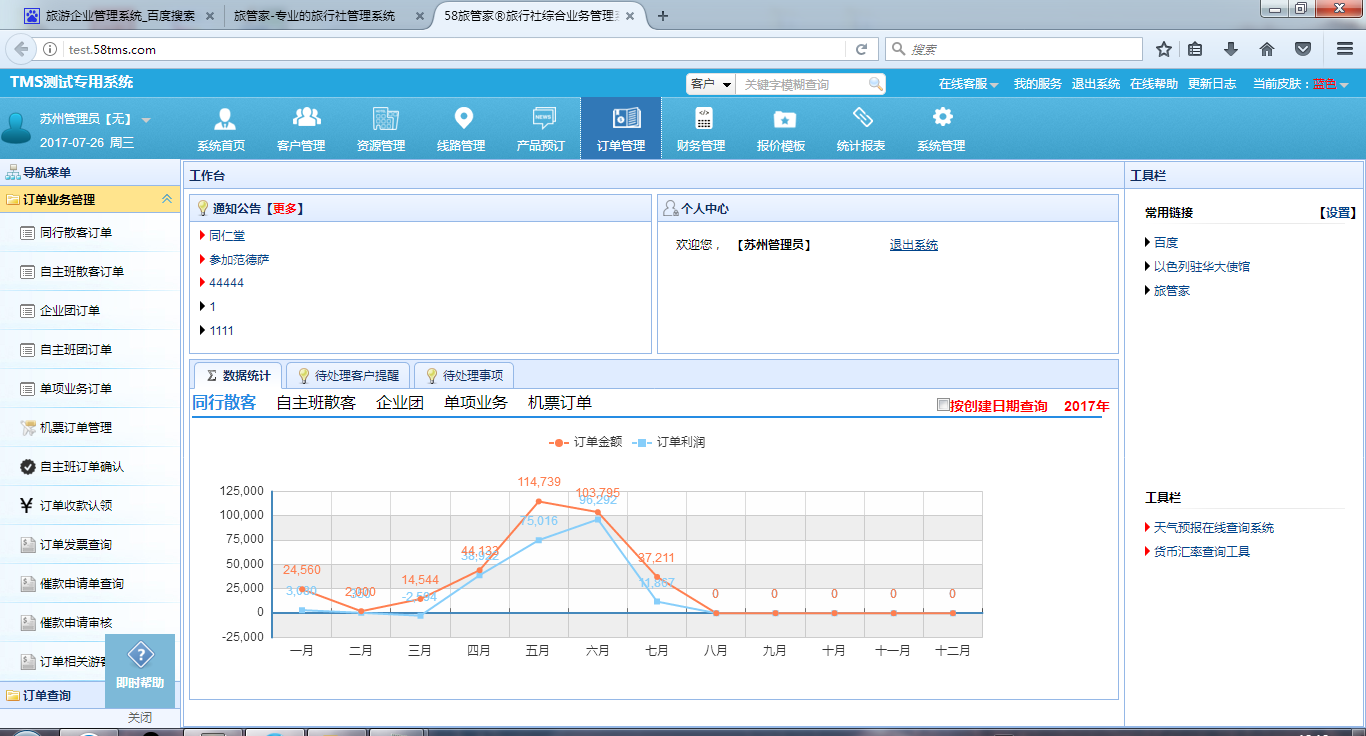 旅游企业管理系统_百度搜索
旅管家-专业的旅行社管理系统
58旅管家®旅行社综合业务管理
test.58tms.com
搜索
TMS测试专用系统
客户
关键字模糊查询
在线客服
我的服务
退出系统
在线帮助
更新日志
当前皮肤：蓝色
苏州管理员【无】
2017-07-26 周三
系统首页
客户管理
资源管理
线路管理
NEWS
产品预订
订单管理
财务管理
报价模板
统计报表
系统管理
导航菜单
订单业务管理
同行散客订单
自主班散客订单
企业团订单
自主班团订单
单项业务订单
机票订单管理
自主班订单确认
¥ 订单收款认领
订单发票查询
催款申请单查询
催款申请审核
订单相关游客
订单查询
?
即时帮助
关闭
工作台
通知公告【更多】
同仁堂
参加范德萨
44444
1
1111
个人中心
欢迎您，【苏州管理员】
退出系统
Σ 数据统计
待处理客户提醒
待处理事项
同行散客 自主班散客 企业团 单项业务 机票订单
按创建日期查询 2017年
订单金额 订单利润
125,000
100,000
75,000
50,000
25,000
0
-25,000
24,560
2,000
14,544
44,133
114,739
103,795
37,211
0 0 0 0 0
75,016
96,292
一月 二月 三月 四月 五月 六月 七月 八月 九月 十月 十一月 十二月
工具栏
常用链接 【设置】
百度
以色列驻华大使馆
旅管家
工具栏
天气预报在线查询系统
货币汇率查询工具